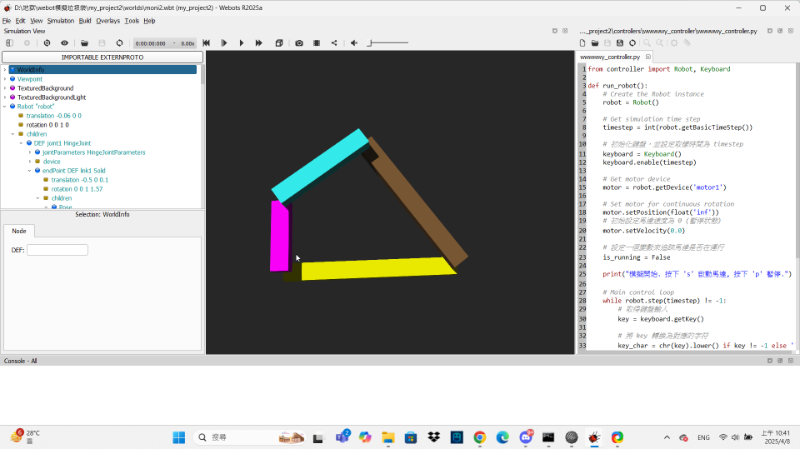 D:\地察\webot模擬垃圾袋\my_project2\worlds\moni2.wbt (my_project2) - Webots R2025a
File Edit View Simulation Build Overlays Tools Help
Simulation View
..._project2\controllers\wwwwwy_controller\wwwwwy_controller.py
0:00:00:000 - 0.00x
IMPORTABLE EXTERNPROTO
WorldInfo
Viewpoint
TexturedBackground
TexturedBackgroundLight
Robot "robot"
translation -0.06 0 0
rotation 0 0 1 0
children
DEF joint1 HingeJoint
jointParameters HingeJointParameters
device
endPoint DEF link1 Solid
translation -0.5 0 0.1
rotation 0 0 1 1.57
children
Pose
Selection: WorldInfo
Node
DEF:
wwwwwy_controller.py
1 from controller import Robot, Keyboard
2
3 def run_robot():
4 # Create the Robot instance
5 robot = Robot()
6
7 # Get simulation time step
8 timestep = int(robot.getBasicTimeStep())
9
10 # 初始化鍵盤，並設定取樣時間為 timestep
11 keyboard = Keyboard()
12 keyboard.enable(timestep)
13
14 # Get motor device
15 motor = robot.getDevice('motor1')
16
17 # Set motor for continuous rotation
18 motor.setPosition(float('inf'))
19 # 初始設定馬達速度為 0 (暫停狀態)
20 motor.setVelocity(0.0)
21
22 # 設定一個變數來追蹤馬達是否在運行
23 is_running = False
24
25 print("模擬開始. 按下 's' 啟動馬達, 按下 'p' 暫停.")
26
27 # Main control loop
28 while robot.step(timestep) != -1:
29 # 取得鍵盤輸入
30 key = keyboard.getKey()
31
32 # 將 key 轉換為對應的字符
33 key_char = chr(key).lower() if key != -1 else '
Console - All
28°C
搜尋
ENG
上午 10:41
2025/4/8